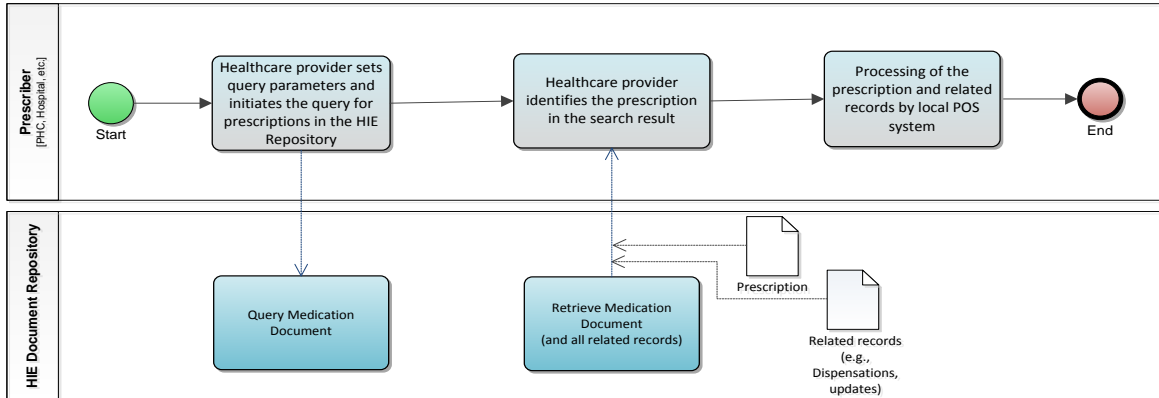 Prescriber
[PHC, Hospital, etc.]
Start
Healthcare provider sets
query parameters and
initiates the query for
prescriptions in the HIE
Repository
Healthcare provider
identifies the prescription
in the search result
Processing of the
prescription and related
records by local POS
system
End
HIE Document Repository
Query Medication
Document
Retrieve Medication
Document
(and all related records)
Prescription
Related records
(e.g.,
Dispensations,
updates)